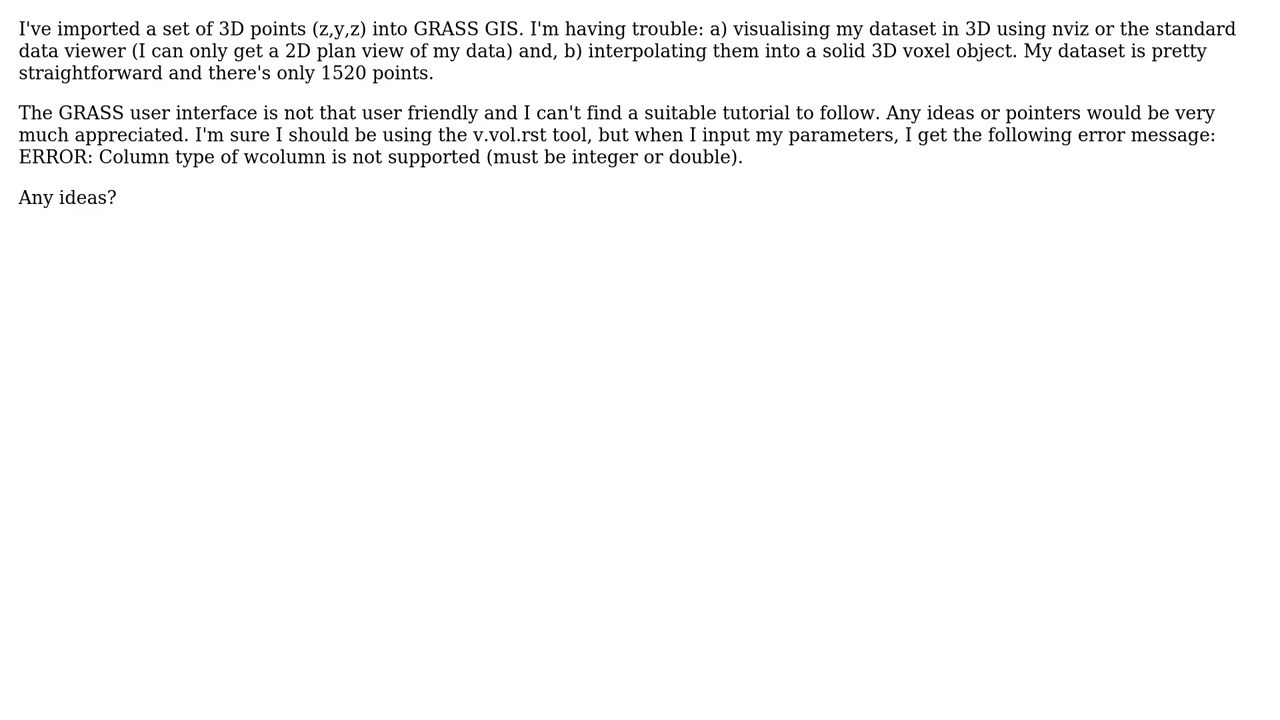 I've imported a set of 3D points (z,y,z) into GRASS GIS. I'm having trouble: a) visualising my dataset in 3D using nviz or the standard
data viewer (I can only get a 2D plan view of my data) and, b) interpolating them into a solid 3D voxel object. My dataset is pretty
straightforward and there's only 1520 points.
The GRASS user interface is not that user friendly and I can't find a suitable tutorial to follow. Any ideas or pointers would be very
much appreciated. I'm sure I should be using the v.vol.rst tool, but when I input my parameters, I get the following error message:
ERROR: Column type of wcolumn is not supported (must be integer or double).
Any ideas?